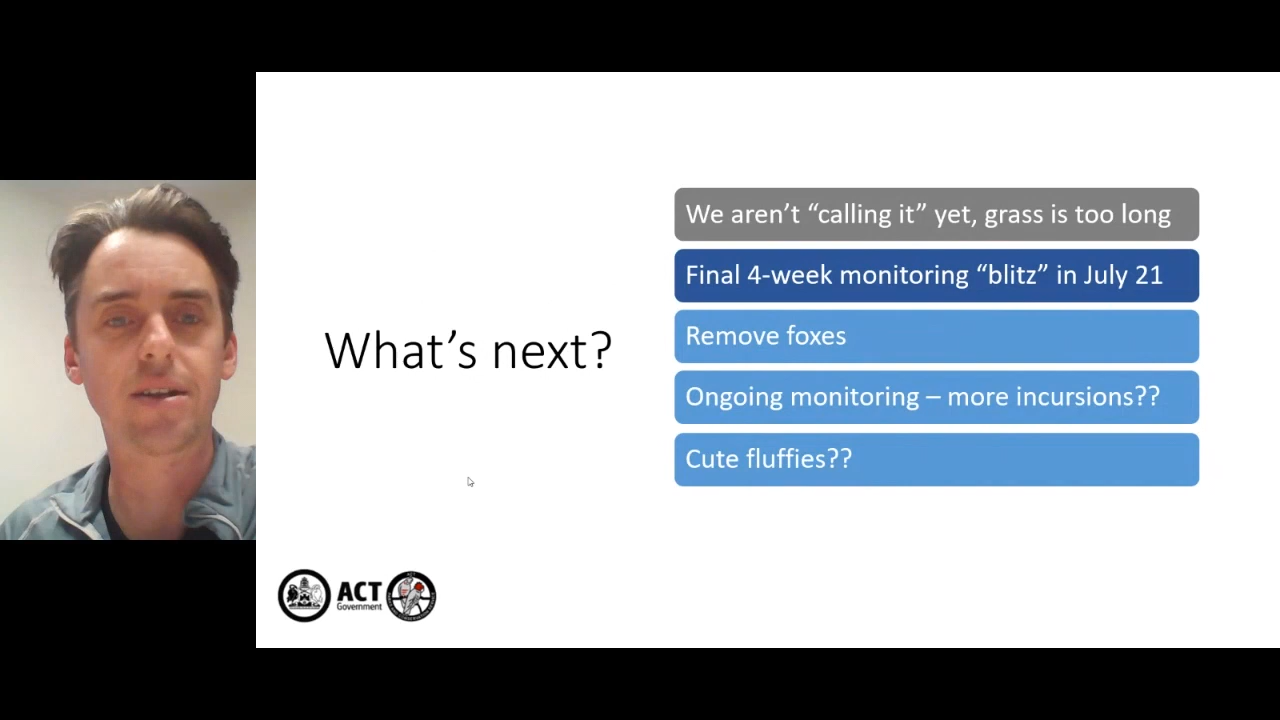 What’s next?
We aren’t “calling it” yet, grass is too long
Final 4-week monitoring “blitz” in July 21
Remove foxes
Ongoing monitoring – more incursions??
Cute fluffies??
ACT
Government